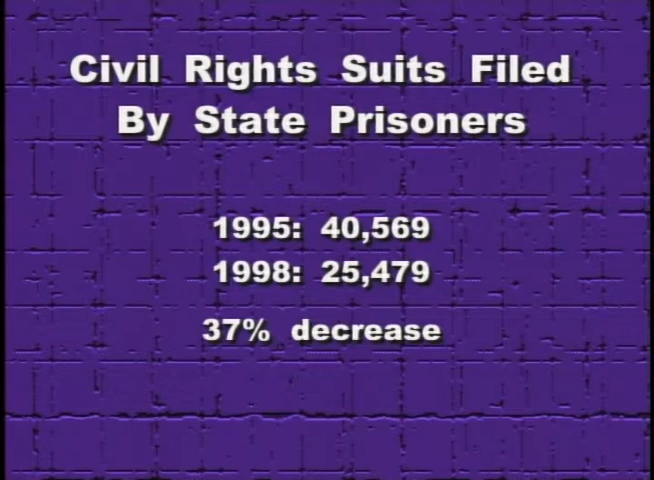 Civil Rights Suits Filed
By State Prisoners
1995: 40,569
1998: 25,479
37% decrease